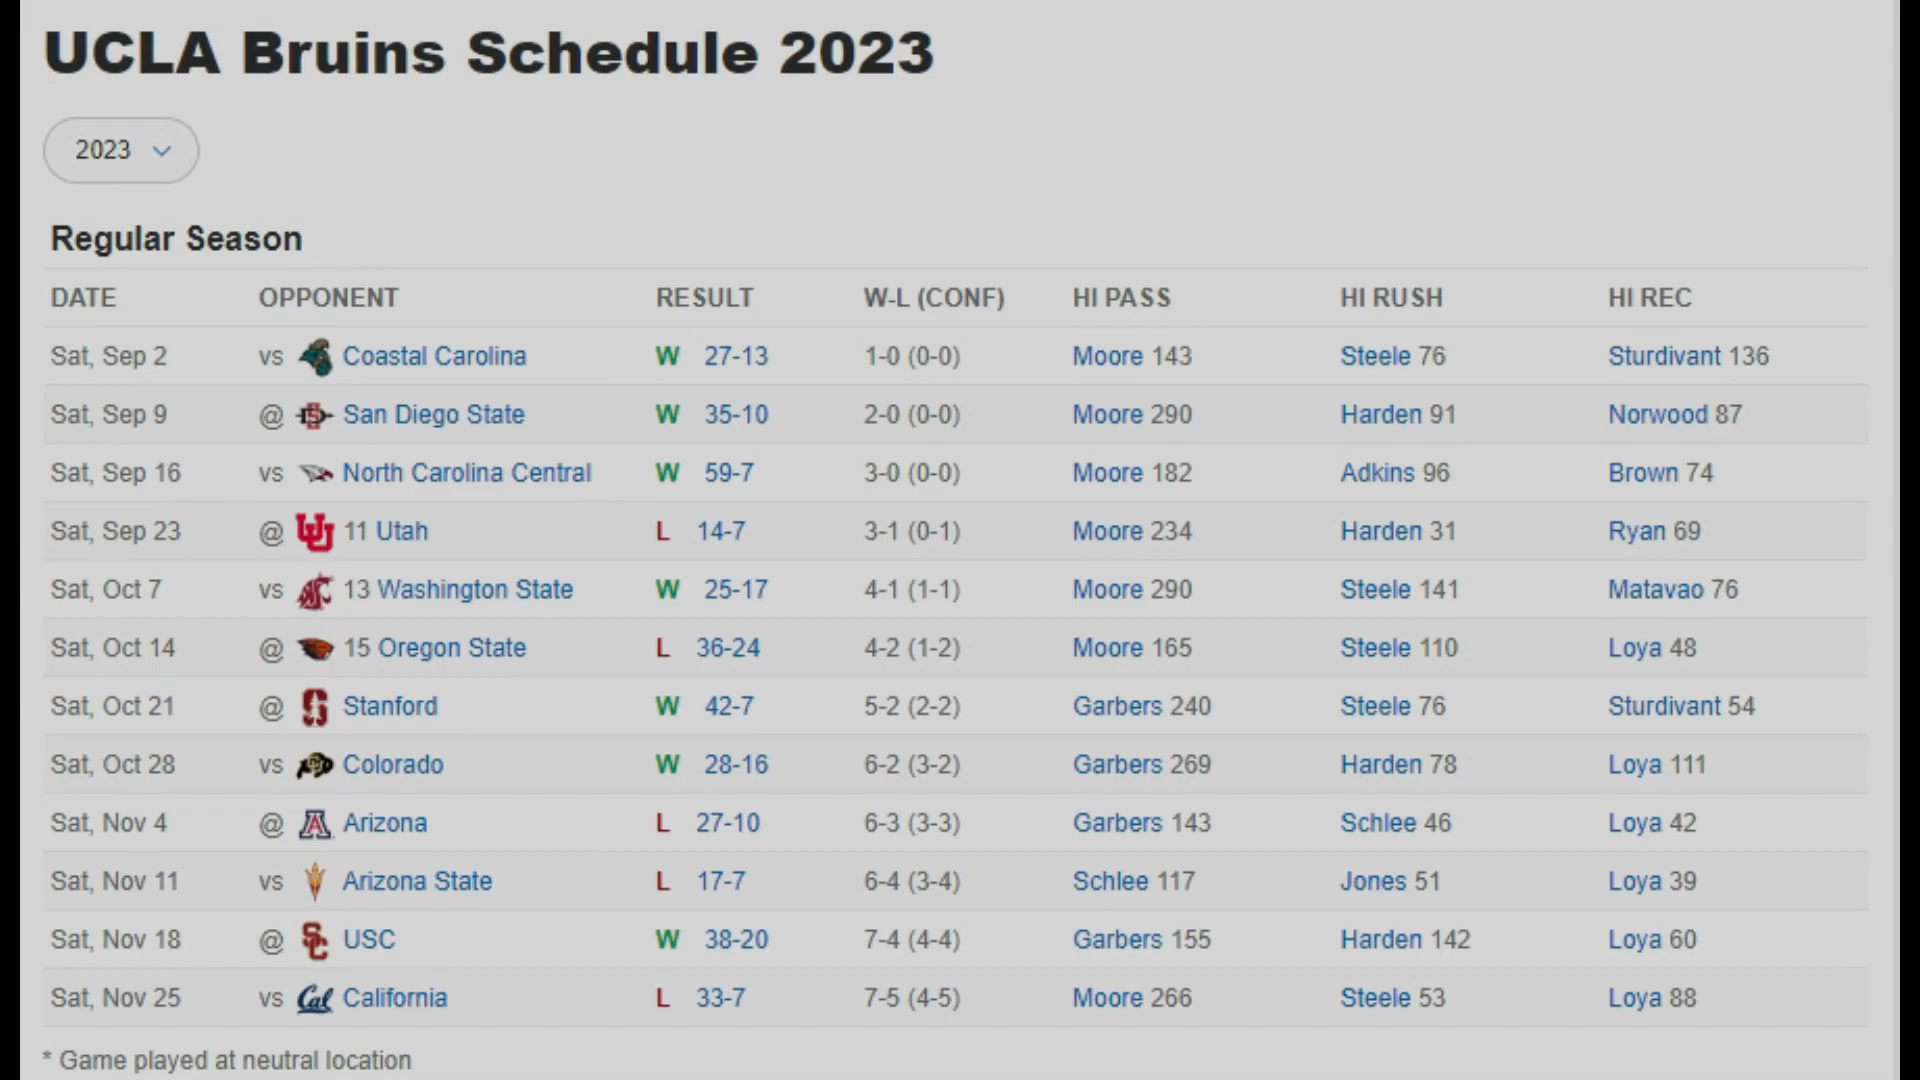 UCLA Bruins Schedule 2023
2023
Regular Season
DATE OPPONENT RESULT W-L (CONF) HI PASS HI RUSH HI REC
Sat, Sep 2 vs Coastal Carolina W 27-13 1-0 (0-0) Moore 143 Steele 76 Sturdivant 136
Sat, Sep 9 @ San Diego State W 35-10 2-0 (0-0) Moore 290 Harden 91 Norwood 87
Sat, Sep 16 vs North Carolina Central W 59-7 3-0 (0-0) Moore 182 Adkins 96 Brown 74
Sat, Sep 23 @ 11 Utah L 14-7 3-1 (0-1) Moore 234 Harden 31 Ryan 69
Sat, Oct 7 vs 13 Washington State W 25-17 4-1 (1-1) Moore 290 Steele 141 Matavao 76
Sat, Oct 14 @ 15 Oregon State L 36-24 4-2 (1-2) Moore 165 Steele 110 Loya 48
Sat, Oct 21 @ Stanford W 42-7 5-2 (2-2) Garbers 240 Steele 76 Sturdivant 54
Sat, Oct 28 vs Colorado W 28-16 6-2 (3-2) Garbers 269 Harden 78 Loya 111
Sat, Nov 4 @ Arizona L 27-10 6-3 (3-3) Garbers 143 Schlee 46 Loya 42
Sat, Nov 11 vs Arizona State L 17-7 6-4 (3-4) Schlee 117 Jones 51 Loya 39
Sat, Nov 18 @ USC W 38-20 7-4 (4-4) Garbers 155 Harden 142 Loya 60
Sat, Nov 25 vs Cal California L 33-7 7-5 (4-5) Moore 266 Steele 53 Loya 88
* Game played at neutral location